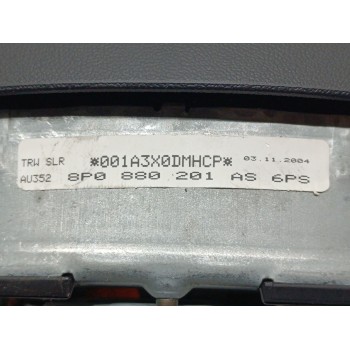 TRW SLR *001A3X0DMHCP* 03.11.2004
AU352 8P0 880 201 AS 6PS